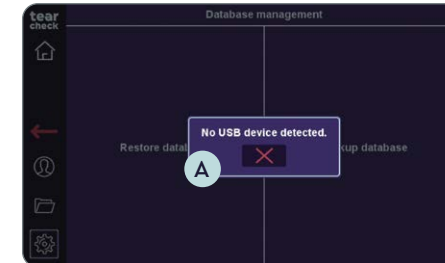 tear
check
Database management
No USB device detected.
Restore datal
kup database
A